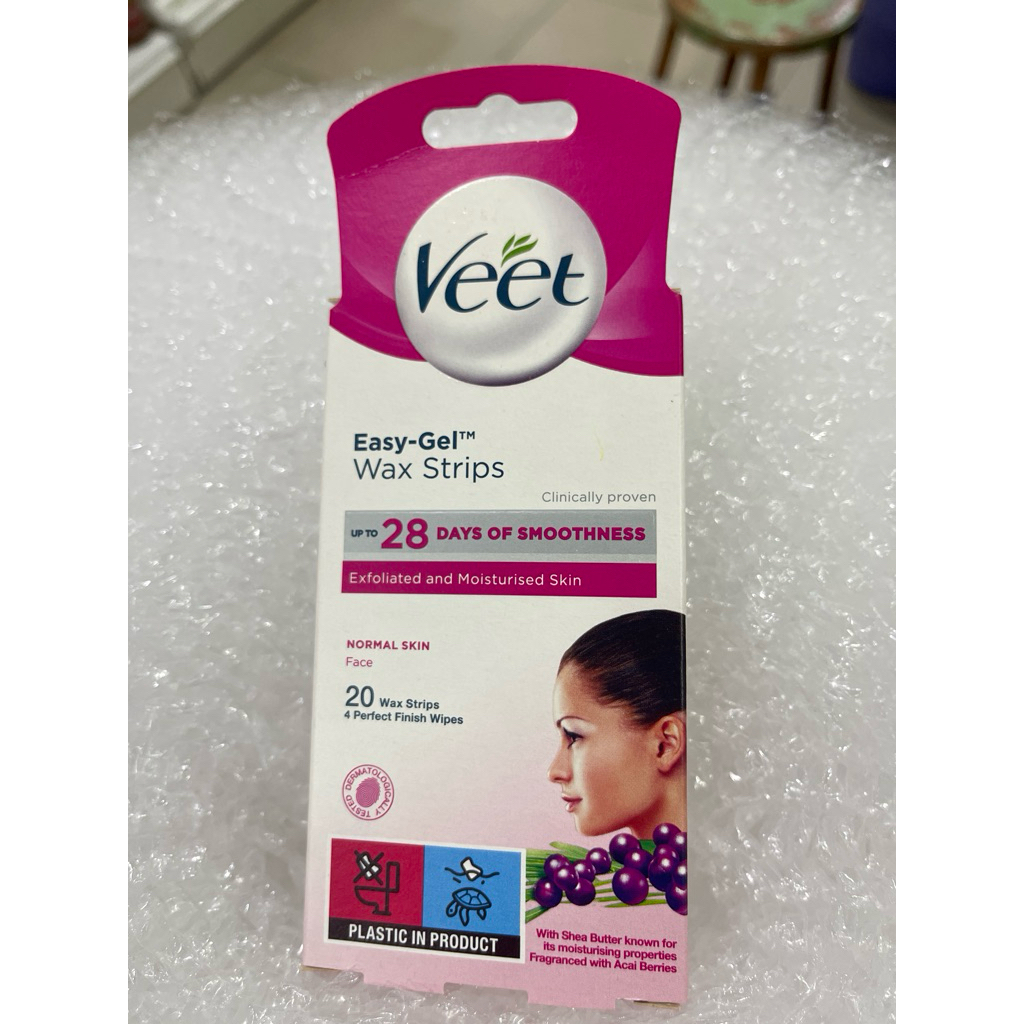 Veet
Easy-Gel™
Wax Strips
Clinically proven
UP TO 28 DAYS OF SMOOTHNESS
Exfoliated and Moisturised Skin
NORMAL SKIN
Face
20 Wax Strips
4 Perfect Finish Wipes
DERMATOLOGICALLY TESTED
PLASTIC IN PRODUCT
With Shea Butter known for
its moisturising properties
Fragranced with Acai Berries